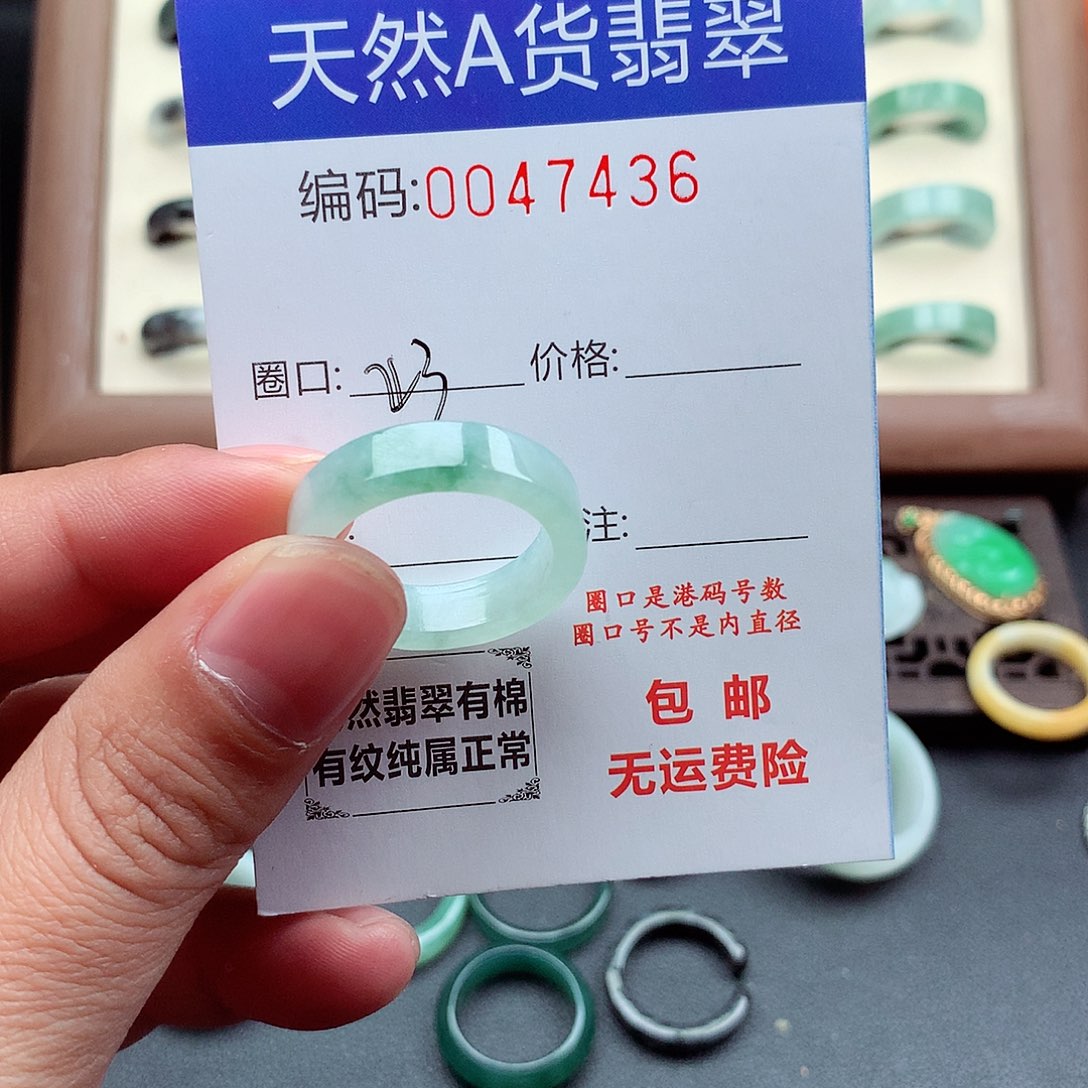 天然A货翡翠
编码:0047436
圈口:
价格:
注:
圈口是港码号数
圈口号不是内直径
然翡翠有棉
有纹纯属正常
包 邮
无运费险